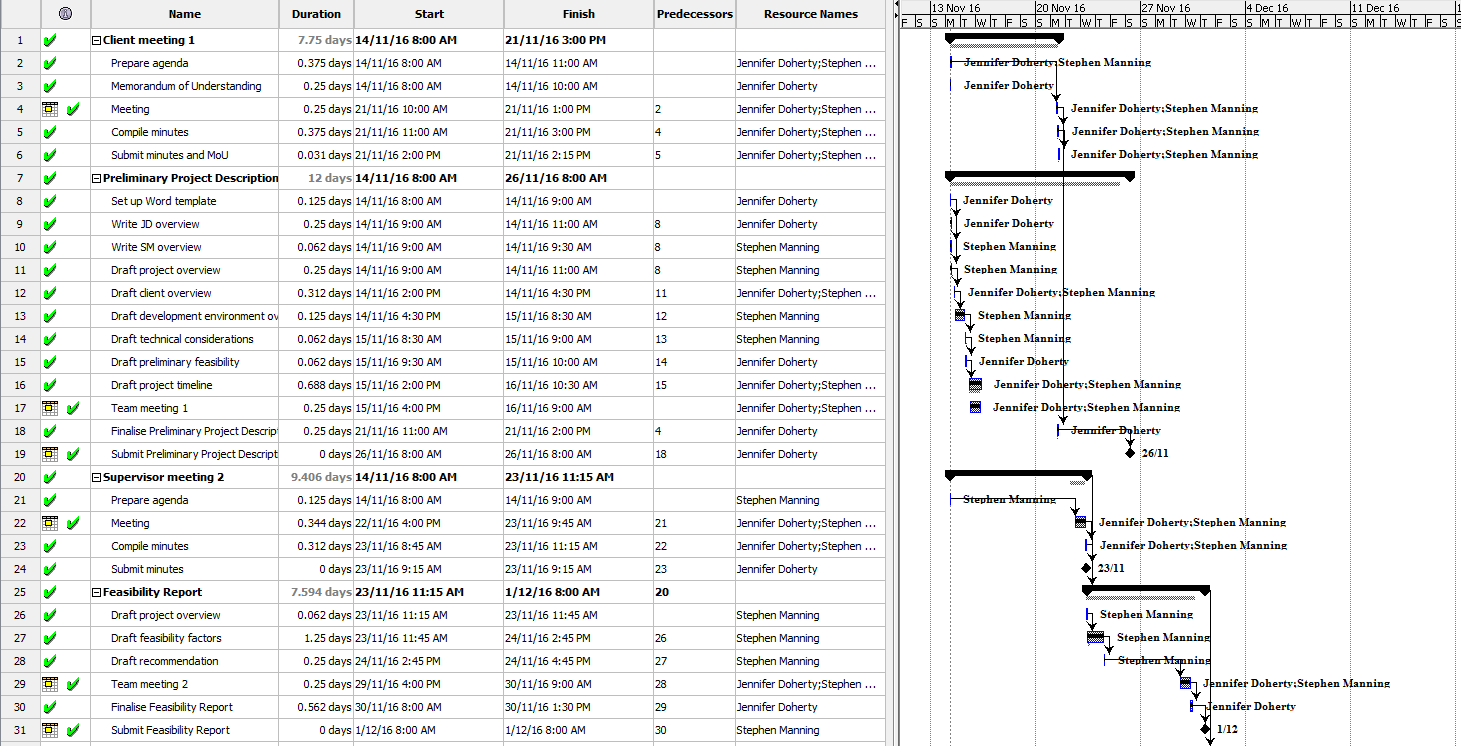 Name Duration Start Finish Predecessors Resource Names
1 Client meeting 1 7.75 days 14/11/16 8:00 AM 21/11/16 3:00 PM
2 Prepare agenda 0.375 days 14/11/16 8:00 AM 14/11/16 11:00 AM Jennifer Doherty;Stephen ...
3 Memorandum of Understanding 0.25 days 14/11/16 8:00 AM 14/11/16 10:00 AM Jennifer Doherty
4 Meeting 0.25 days 21/11/16 10:00 AM 21/11/16 1:00 PM 2 Jennifer Doherty;Stephen ...
5 Compile minutes 0.375 days 21/11/16 11:00 AM 21/11/16 3:00 PM 4 Jennifer Doherty;Stephen ...
6 Submit minutes and MoU 0.031 days 21/11/16 2:00 PM 21/11/16 2:15 PM 5 Jennifer Doherty;Stephen ...
7 Preliminary Project Description 12 days 14/11/16 8:00 AM 26/11/16 8:00 AM
8 Set up Word template 0.125 days 14/11/16 8:00 AM 14/11/16 9:00 AM Jennifer Doherty
9 Write JD overview 0.25 days 14/11/16 9:00 AM 14/11/16 11:00 AM 8 Jennifer Doherty
10 Write SM overview 0.062 days 14/11/16 9:00 AM 14/11/16 9:30 AM 8 Stephen Manning
11 Draft project overview 0.25 days 14/11/16 9:00 AM 14/11/16 11:00 AM 8 Stephen Manning
12 Draft client overview 0.312 days 14/11/16 2:00 PM 14/11/16 4:30 PM 11 Jennifer Doherty;Stephen ...
13 Draft development environment ov 0.125 days 14/11/16 4:30 PM 15/11/16 8:30 AM 12 Stephen Manning
14 Draft technical considerations 0.062 days 15/11/16 8:30 AM 15/11/16 9:00 AM 13 Stephen Manning
15 Draft preliminary feasibility 0.062 days 15/11/16 9:30 AM 15/11/16 10:00 AM 14 Jennifer Doherty
16 Draft project timeline 0.688 days 15/11/16 2:00 PM 16/11/16 10:30 AM 15 Jennifer Doherty;Stephen ...
17 Team meeting 1 0.25 days 15/11/16 4:00 PM 16/11/16 9:00 AM Jennifer Doherty;Stephen ...
18 Finalise Preliminary Project Descript 0.25 days 21/11/16 11:00 AM 21/11/16 2:00 PM 4 Jennifer Doherty
19 Submit Preliminary Project Descripti 0 days 26/11/16 8:00 AM 26/11/16 8:00 AM 18 Jennifer Doherty
20 Supervisor meeting 2 9.406 days 14/11/16 8:00 AM 23/11/16 11:15 AM
21 Prepare agenda 0.125 days 14/11/16 8:00 AM 14/11/16 9:00 AM Stephen Manning
22 Meeting 0.344 days 22/11/16 4:00 PM 23/11/16 9:45 AM 21 Jennifer Doherty;Stephen ...
23 Compile minutes 0.312 days 23/11/16 8:45 AM 23/11/16 11:15 AM 22 Jennifer Doherty;Stephen ...
24 Submit minutes 0 days 23/11/16 9:15 AM 23/11/16 9:15 AM 23 Jennifer Doherty
25 Feasibility Report 7.594 days 23/11/16 11:15 AM 1/12/16 8:00 AM 20
26 Draft project overview 0.062 days 23/11/16 11:15 AM 23/11/16 11:45 AM Stephen Manning
27 Draft feasibility factors 1.25 days 23/11/16 11:45 AM 24/11/16 2:45 PM 26 Stephen Manning
28 Draft recommendation 0.25 days 24/11/16 2:45 PM 24/11/16 4:45 PM 27 Stephen Manning
29 Team meeting 2 0.25 days 29/11/16 4:00 PM 30/11/16 9:00 AM 28 Jennifer Doherty;Stephen ...
30 Finalise Feasibility Report 0.562 days 30/11/16 8:00 AM 30/11/16 1:30 PM 29 Jennifer Doherty
31 Submit Feasibility Report 0 days 1/12/16 8:00 AM 1/12/16 8:00 AM 30 Stephen Manning
13 Nov 16 20 Nov 16 27 Nov 16 4 Dec 16 11 Dec 16 1
F S S M T W T F S S M T W T F S S M T W T F S S M T W T F S S M T W T F S S
Jennifer Doherty;Stephen Manning
Jennifer Doherty
Jennifer Doherty;Stephen Manning
Jennifer Doherty;Stephen Manning
Jennifer Doherty;Stephen Manning
Jennifer Doherty
Jennifer Doherty
Stephen Manning
Stephen Manning
Jennifer Doherty;Stephen Manning
Stephen Manning
Stephen Manning
Jennifer Doherty
Jennifer Doherty;Stephen Manning
Jennifer Doherty;Stephen Manning
Jennifer Doherty
26/11
Stephen Manning
Jennifer Doherty;Stephen Manning
Jennifer Doherty;Stephen Manning
23/11
Stephen Manning
Stephen Manning
Stephen Manning
Jennifer Doherty;Stephen Manning
Jennifer Doherty
1/12